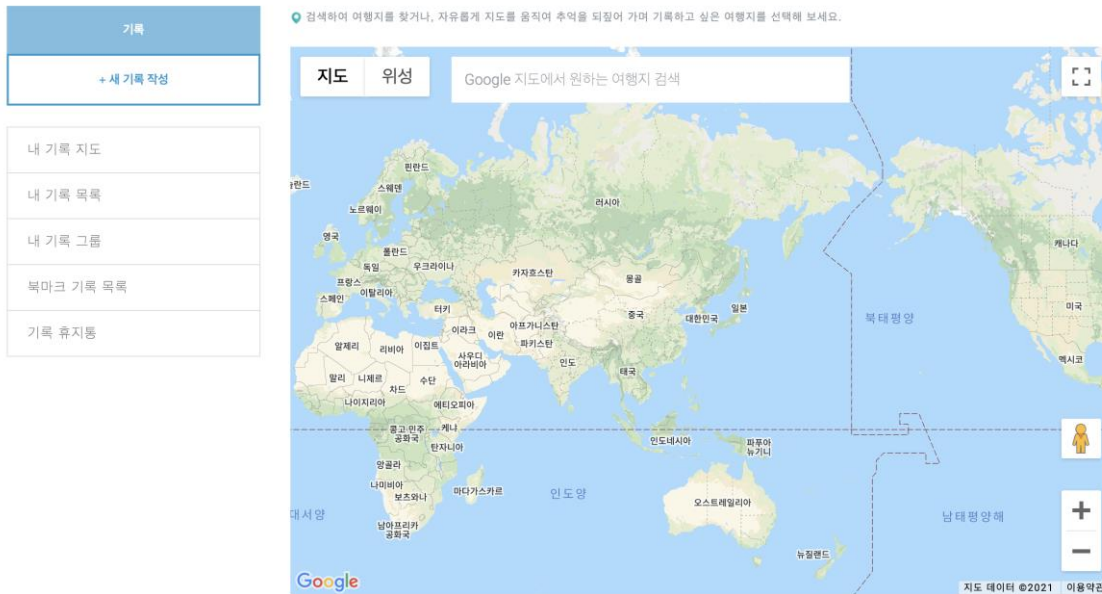 기록
+ 새 기록 작성
내 기록 지도
내 기록 목록
내 기록 그룹
북마크 기록 목록
기록 휴지통
검색하여 여행지를 찾거나, 자유롭게 지도를 움직여 추억을 되짚어 가며 기록하고 싶은 여행지를 선택해 보세요.
지도 위성
Google 지도에서 원하는 여행지 검색
핀란드
스웨덴
노르웨이
러시아
영국
캐나다
폴란드
독일
우크라이나
프랑스
카자흐스탄
몽골
스페인
이탈리아
미국
터키
중국
대한민국
일본
북태평양
이라크
이란
아프가니스탄
알제리
리비아
이집트
파키스탄
사우디
아라비아
인도
멕시코
태국
말리
니제르
차드
수단
나이지리아
에티오피아
콩고 민주
공화국
케냐
탄자니아
인도네시아
파푸아
뉴기니
앙골라
나미비아
보츠와나
마다가스카르
인도양
오스트레일리아
대서양
남태평양해
남아프리카
공화국
뉴질랜드
Google
지도 데이터 ©2021
이용약관